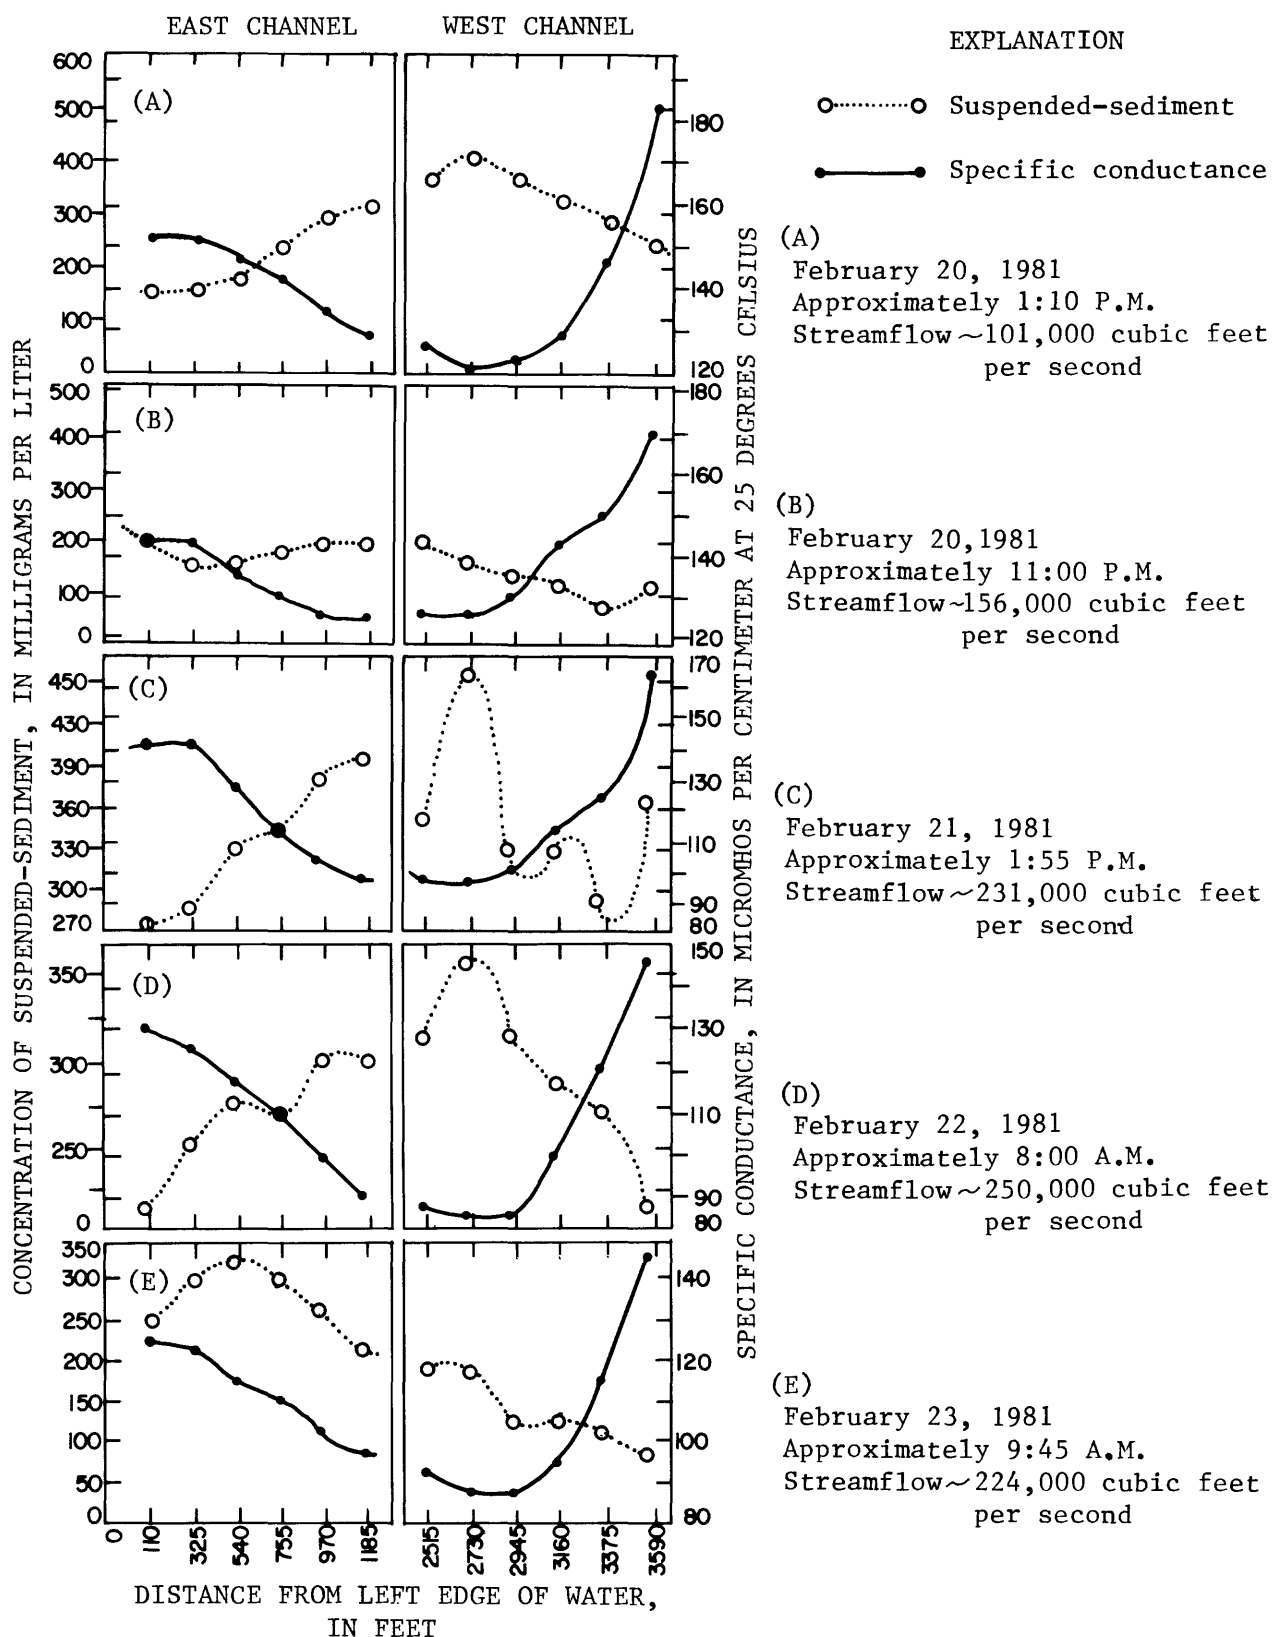 EAST CHANNEL
WEST CHANNEL
EXPLANATION
Suspended-sediment
Specific conductance
(A)
February 20, 1981
Approximately 1:10 P.M.
Streamflow ~101,000 cubic feet
per second
(B)
February 20,1981
Approximately 11:00 P.M.
Streamflow~156,000 cubic feet
per second
(C)
February 21, 1981
Approximately 1:55 P.M.
Streamflow~231,000 cubic feet
per second
(D)
February 22, 1981
Approximately 8:00 A.M.
Streamflow~250,000 cubic feet
per second
(E)
February 23, 1981
Approximately 9:45 A.M.
Streamflow~224,000 cubic feet
per second
CONCENTRATION OF SUSPENDED-SEDIMENT, IN MILLIGRAMS PER LITER
SPECIFIC CONDUCTANCE, IN MICROMHOS PER CENTIMETER AT 25 DEGREES CELSIUS
(A)
600
500
400
300
200
100
0
180
160
140
120
(B)
500
400
300
200
100
0
180
160
140
120
(C)
450
430
390
360
330
300
270
170
150
130
110
90
80
(D)
350
300
250
0
150
130
110
90
80
(E)
350
300
250
200
150
100
50
0
140
120
100
80
0 110 325 540 755 970 1185 2515 2730 2945 3160 3375 3590
DISTANCE FROM LEFT EDGE OF WATER,
IN FEET